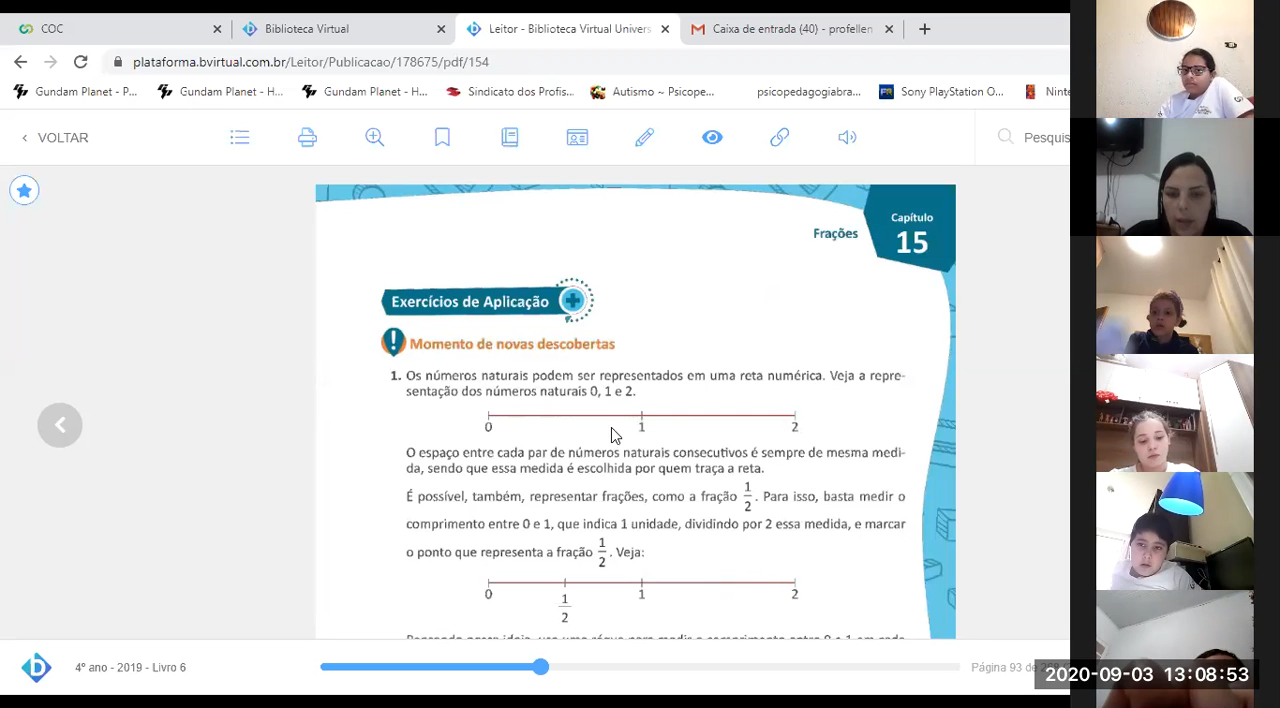 COC
Biblioteca Virtual
Leitor - Biblioteca Virtual Univers
Caixa de entrada (40) - profellen
plataforma.bvirtual.com.br/Leitor/Publicacao/178675/pdf/154
Gundam Planet - P...
Gundam Planet - H...
Gundam Planet - H...
Sindicato dos Profis...
Autismo ~ Psicope...
psicopedagogiabra...
Sony PlayStation O...
Ninte
VOLTAR
Pesquis
Capítulo
15
Frações
Exercícios de Aplicação
Momento de novas descobertas
1. Os números naturais podem ser representados em uma reta numérica. Veja a repre-
sentação dos números naturais 0, 1 e 2.
0 1 2
O espaço entre cada par de números naturais consecutivos é sempre de mesma medi-
da, sendo que essa medida é escolhida por quem traça a reta.
É possível, também, representar frações, como a fração 1/2. Para isso, basta medir o
comprimento entre 0 e 1, que indica 1 unidade, dividindo por 2 essa medida, e marcar
o ponto que representa a fração 1/2. Veja:
0 1/2 1 2
4º ano - 2019 - Livro 6
Página 93 de
2020-09-03 13:08:53